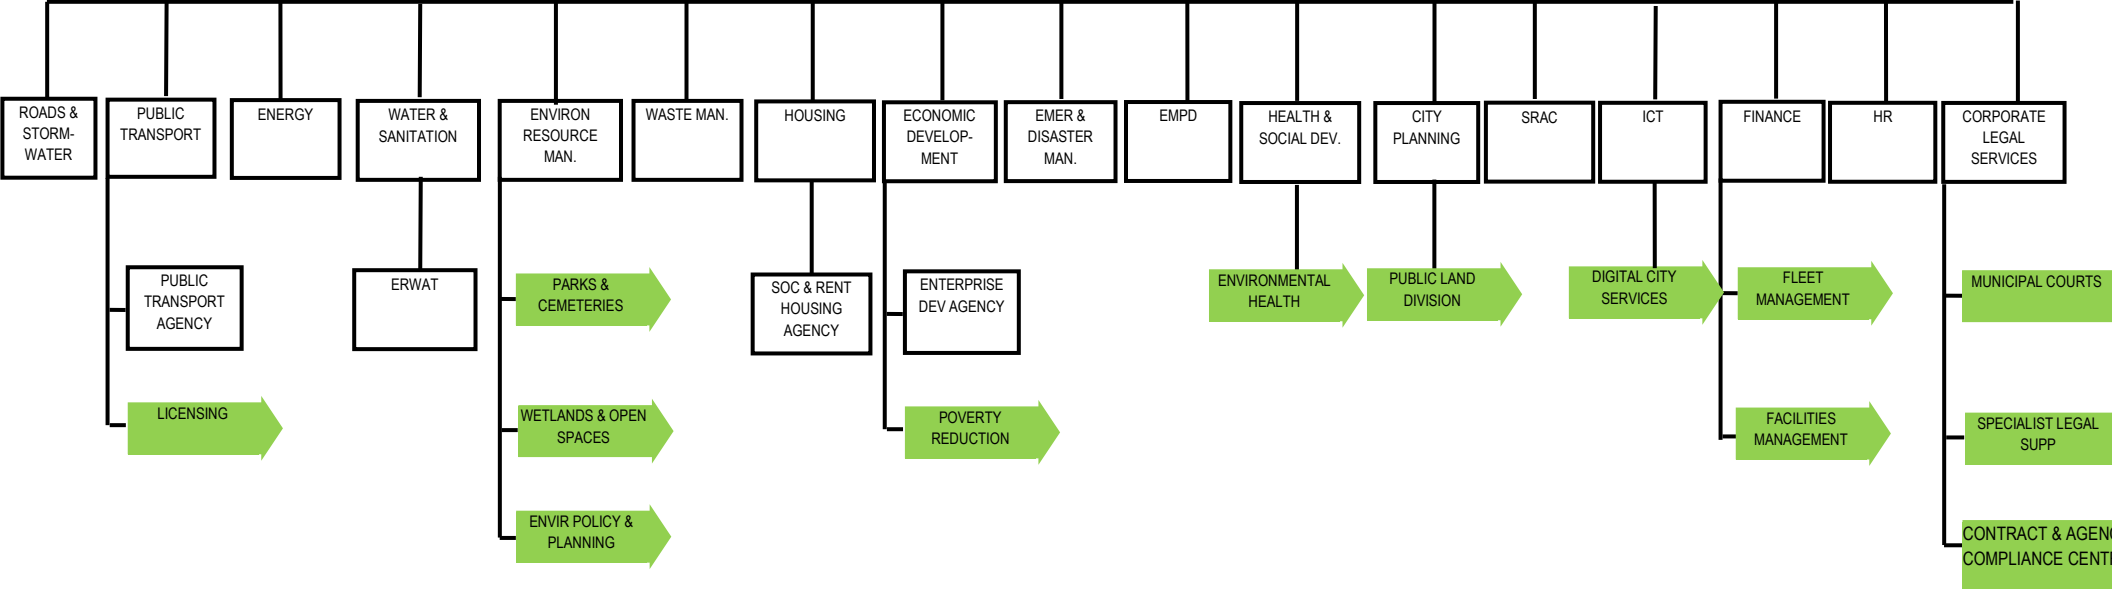 ROADS &
STORM-
WATER
PUBLIC
TRANSPORT
ENERGY
WATER &
SANITATION
ENVIRON
RESOURCE
MAN.
WASTE MAN.
HOUSING
ECONOMIC
DEVELOP-
MENT
EMER &
DISASTER
MAN.
EMPD
HEALTH &
SOCIAL DEV.
CITY
PLANNING
SRAC
ICT
FINANCE
HR
CORPORATE
LEGAL
SERVICES
PUBLIC
TRANSPORT
AGENCY
ERWAT
PARKS &
CEMETERIES
SOC & RENT
HOUSING
AGENCY
ENTERPRISE
DEV AGENCY
ENVIRONMENTAL
HEALTH
PUBLIC LAND
DIVISION
DIGITAL CITY
SERVICES
FLEET
MANAGEMENT
MUNICIPAL COURTS
LICENSING
WETLANDS & OPEN
SPACES
POVERTY
REDUCTION
FACILITIES
MANAGEMENT
SPECIALIST LEGAL
SUPP
ENVIR POLICY &
PLANNING
CONTRACT &
COMPLIANCE